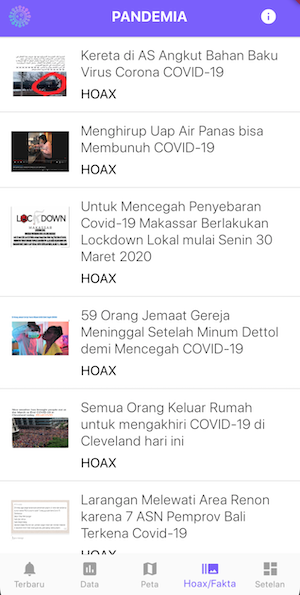 PANDEMIA
Kereta di AS Angkut Bahan Baku
Virus Corona COVID-19
HOAX
Menghirup Uap Air Panas bisa
Membunuh COVID-19
HOAX
LOCKDOWN
Untuk Mencegah Penyebaran
Covid-19 Makassar Berlakukan
Lockdown Lokal mulai Senin 30
Maret 2020
HOAX
59 Orang Jemaat Gereja
Meninggal Setelah Minum Dettol
demi Mencegah COVID-19
HOAX
Semua Orang Keluar Rumah
untuk mengakhiri COVID-19 di
Cleveland hari ini
HOAX
Larangan Melewati Area Renon
karena 7 ASN Pemprov Bali
Terkena Covid-19
HOAX
Terbaru
Data
Peta
Hoax/Fakta
Setelan